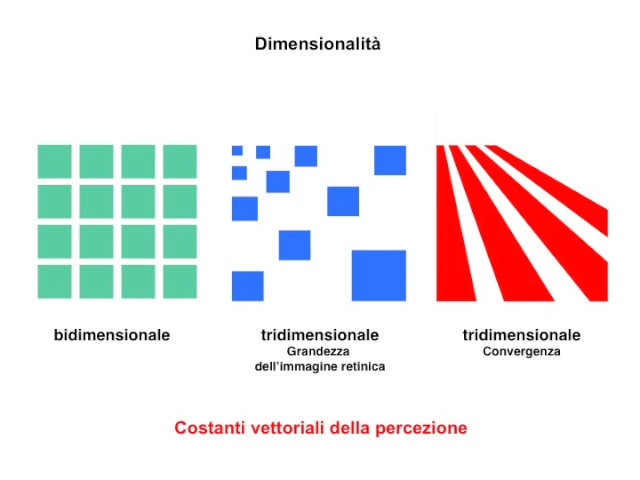 Dimensionalità
bidimensionale
tridimensionale
Grandezza
dell’immagine retinica
tridimensionale
Convergenza
Costanti vettoriali della percezione